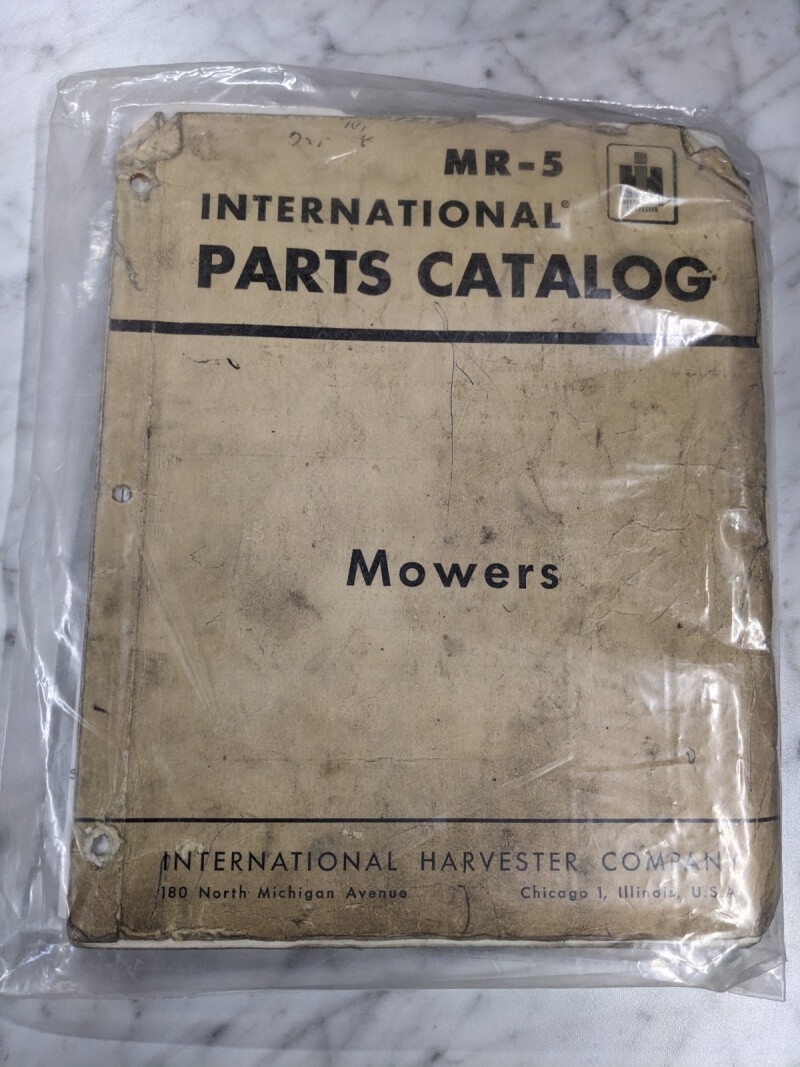 MR-5
INTERNATIONAL®
PARTS CATALOG
Mowers
INTERNATIONAL HARVESTER COMPANY
180 North Michigan Avenue Chicago 1, Illinois, U.S.A.